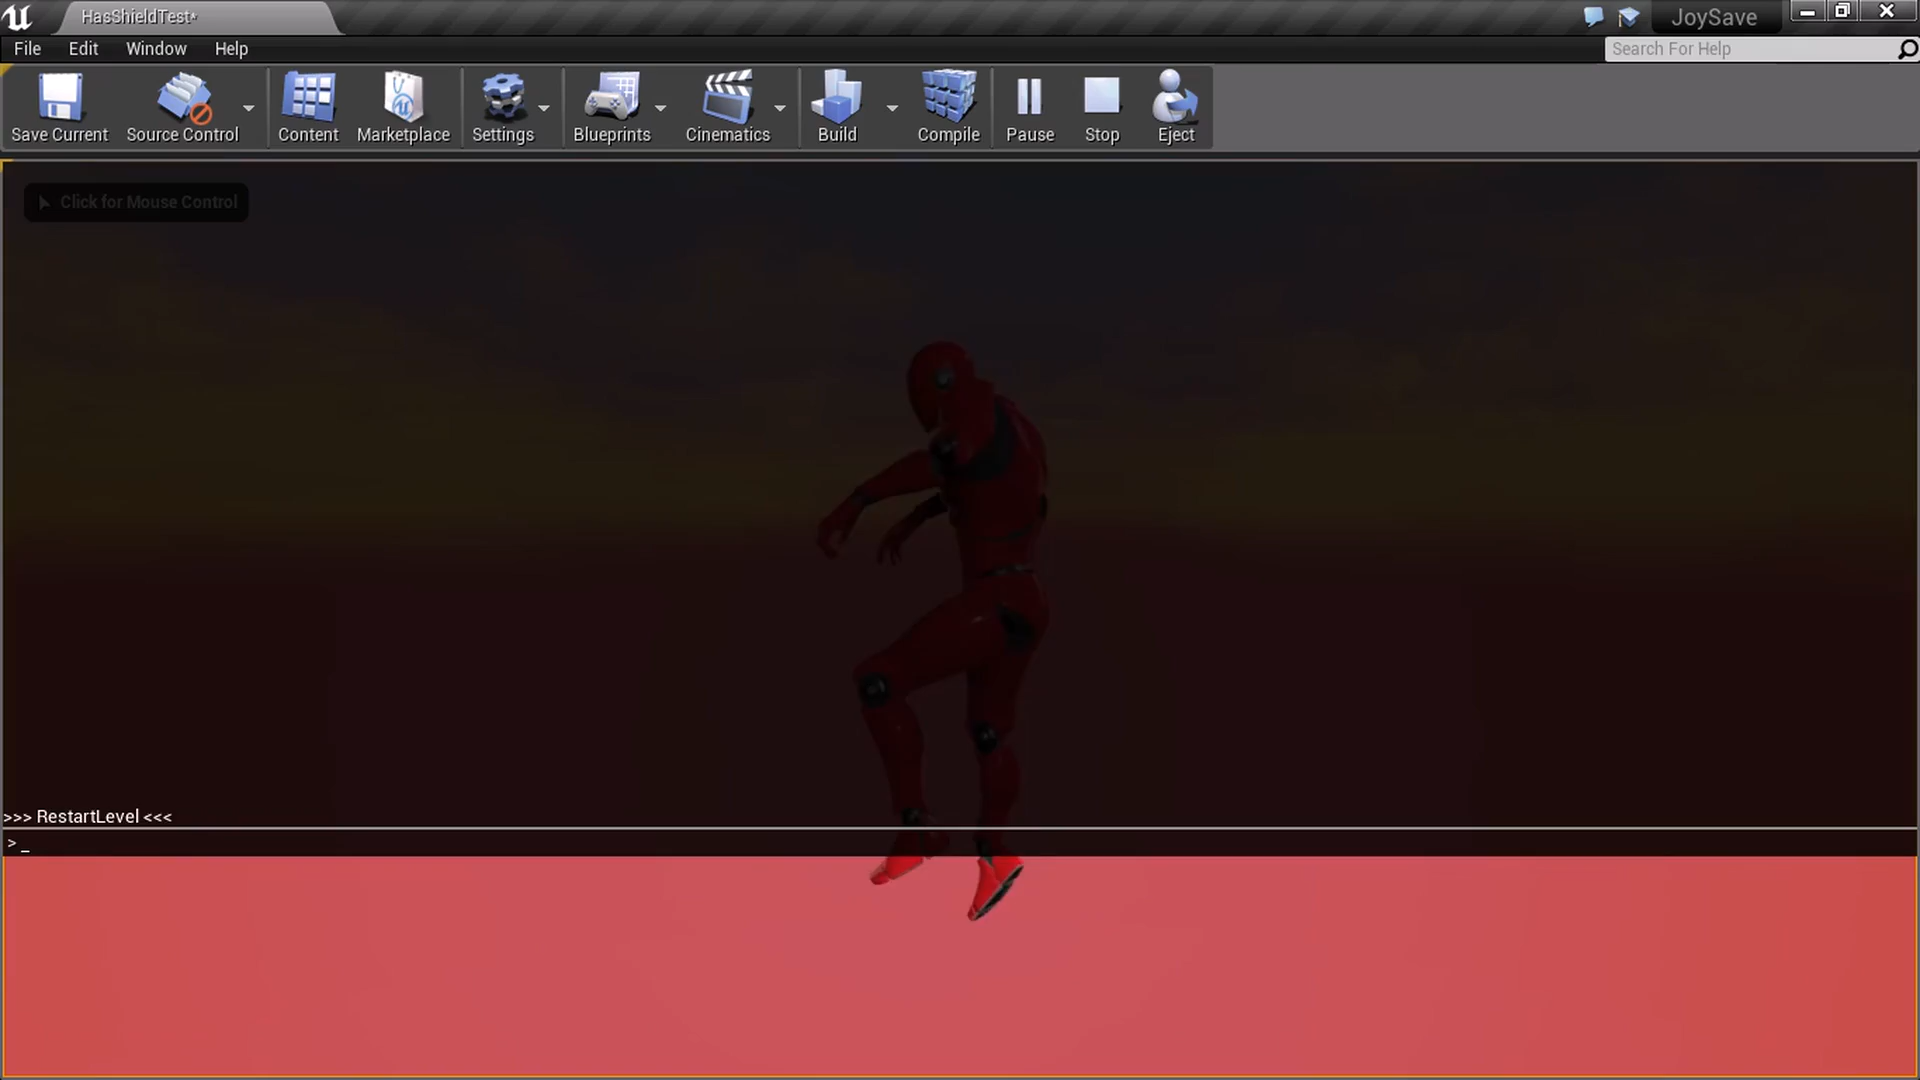 HasShieldTest*
JoySave
File Edit Window Help
Search For Help
Save Current Source Control Content Marketplace Settings Blueprints Cinematics Build Compile Pause Stop Eject
Click for Mouse Control
>>> RestartLevel <<<
> _